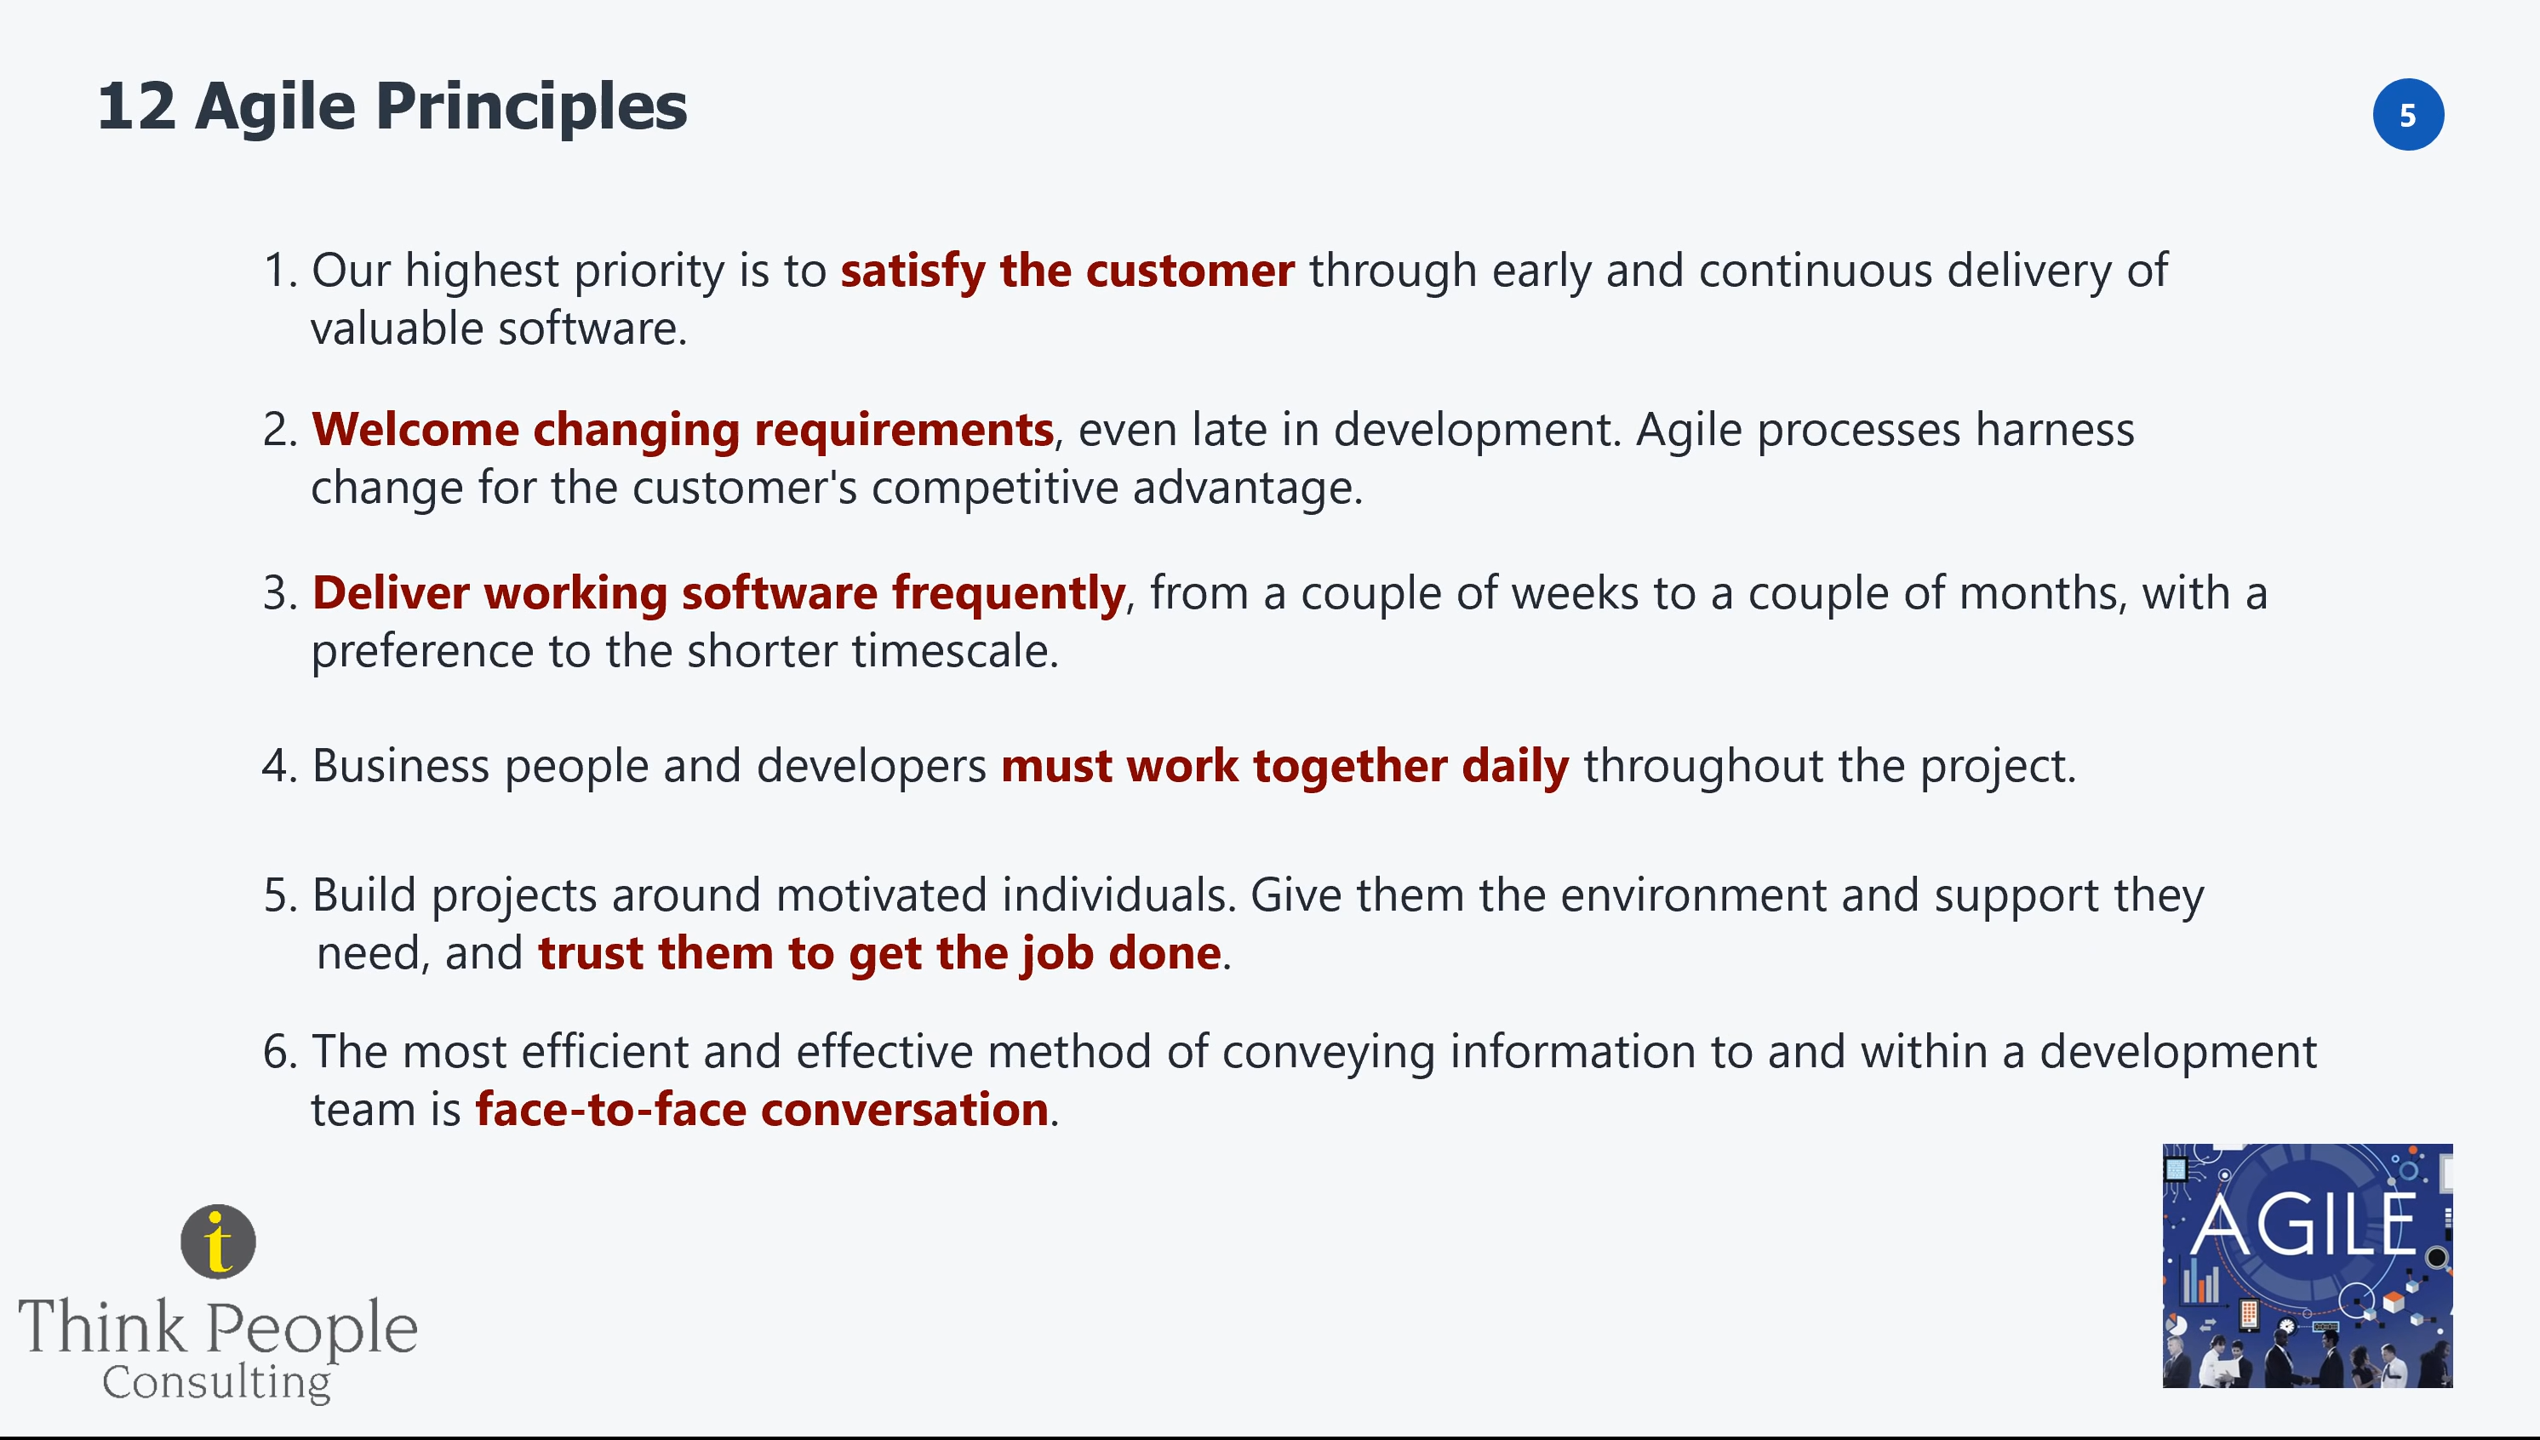 12 Agile Principles
5
1. Our highest priority is to satisfy the customer through early and continuous delivery of
valuable software.
2. Welcome changing requirements, even late in development. Agile processes harness
change for the customer's competitive advantage.
3. Deliver working software frequently, from a couple of weeks to a couple of months, with a
preference to the shorter timescale.
4. Business people and developers must work together daily throughout the project.
5. Build projects around motivated individuals. Give them the environment and support they
need, and trust them to get the job done.
6. The most efficient and effective method of conveying information to and within a development
team is face-to-face conversation.
t
Think People
Consulting
AGILE